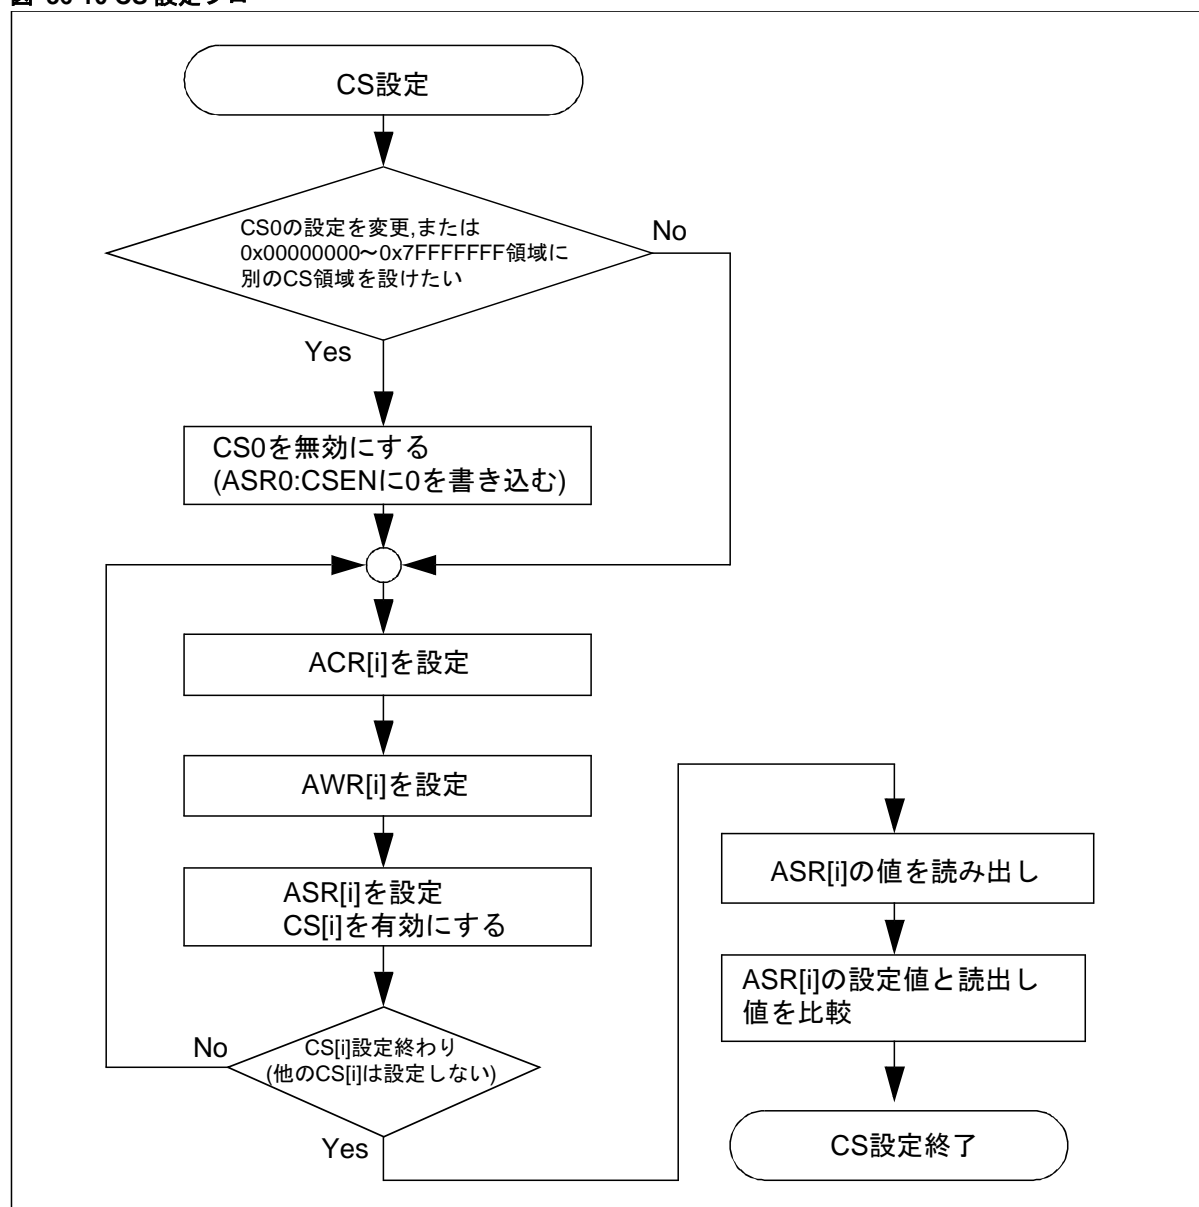 CS設定
CS0の設定を変更,または
0x00000000～0x7FFFFFFF領域に
別のCS領域を設けたい
No
Yes
CS0を無効にする
(ASR0:CSENに0を書き込む)
ACR[i]を設定
AWR[i]を設定
ASR[i]を設定
CS[i]を有効にする
No
CS[i]設定終わり
(他のCS[i]は設定しない)
Yes
ASR[i]の値を読み出し
ASR[i]の設定値と読出し
値を比較
CS設定終了